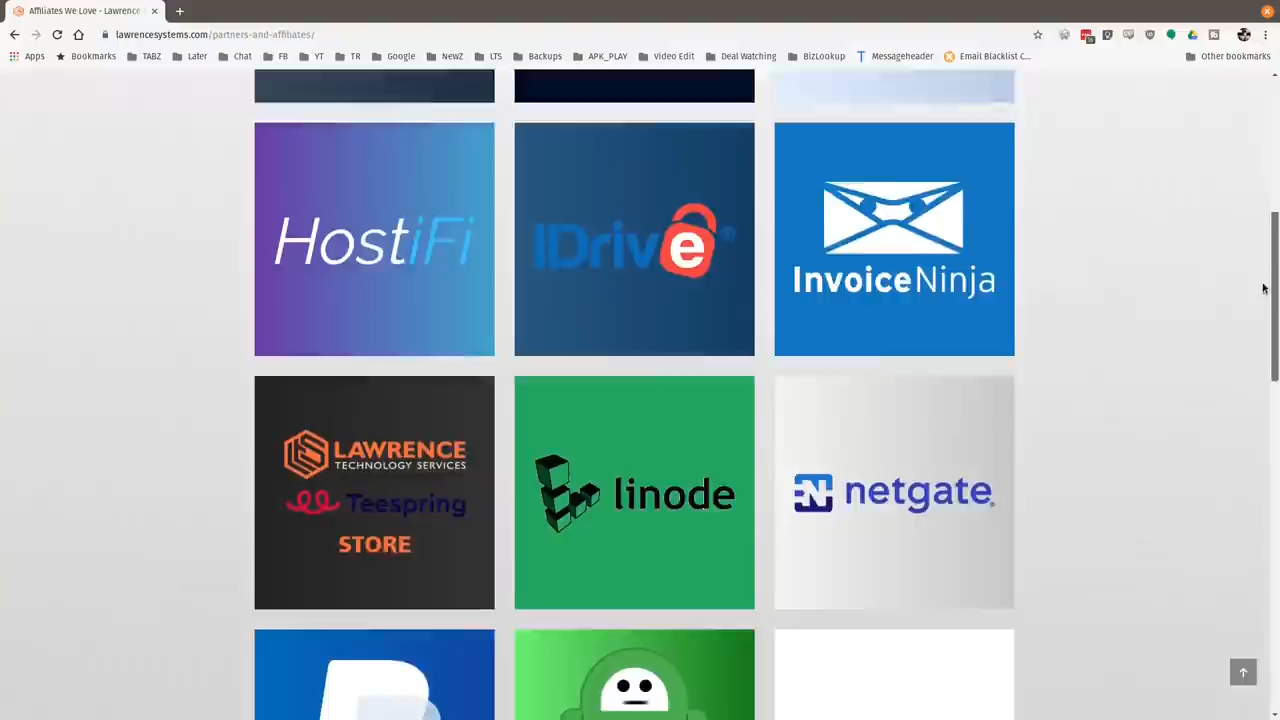 Affiliates We Love - Lawrence
lawrencesystems.com/partners-and-affiliates/
Apps Bookmarks TABZ Later Chat FB YT TR Google NewZ LTS Backups APK_PLAY Video Edit Deal Watching BizLookup Messageheader Email Blacklist C... Other bookmarks
HostiFi
IDrive®
InvoiceNinja
LAWRENCE
TECHNOLOGY SERVICES
Teespring
STORE
linode
N netgate®